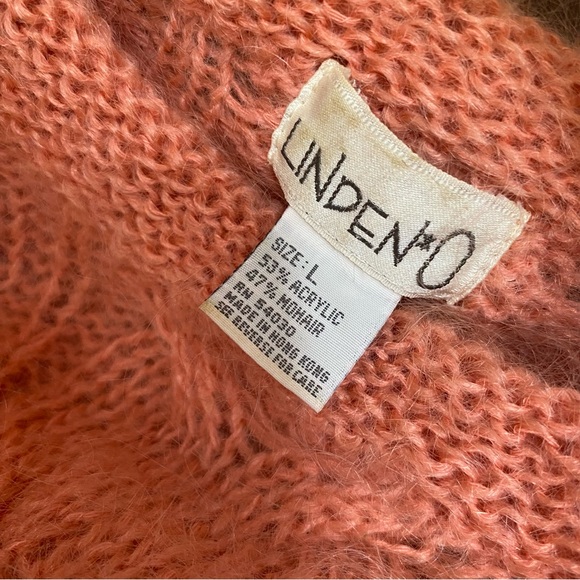 LINDEN*O
SIZE: L
53% ACRYLIC
47% MOHAIR
RN 54030
MADE IN HONG KONG
SEE REVERSE FOR CARE